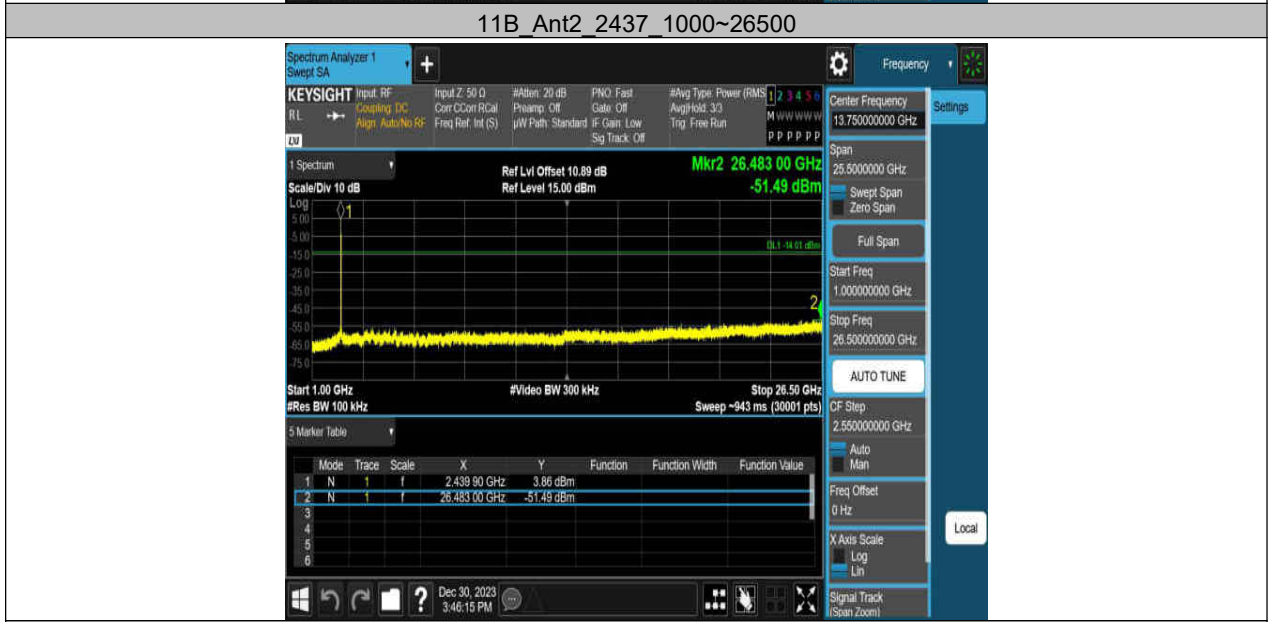 11B_Ant2_2437_1000~26500
Spectrum Analyzer 1
Swept SA
+
Frequency
KEYSIGHT
RL
LXI
Input: RF
Coupling: DC
Align: Auto/No RF
Input Z: 50 Ω
Corr CCorr RCal
Freq Ref: Int (S)
#Atten: 20 dB
Preamp: Off
µW Path: Standard
PNO: Fast
Gate: Off
IF Gain: Low
Sig Track: Off
#Avg Type: Power (RMS
Avg|Hold: 3/3
Trig: Free Run
1 2 3 4 5 6
M W W W W W
P P P P P P
Center Frequency
13.750000000 GHz
Settings
Span
25.5000000 GHz
Swept Span
Zero Span
Full Span
Start Freq
1.000000000 GHz
Stop Freq
26.500000000 GHz
AUTO TUNE
CF Step
2.550000000 GHz
Auto
Man
Freq Offset
0 Hz
X Axis Scale
Log
Lin
Signal Track
(Span Zoom)
Local
1 Spectrum
Scale/Div 10 dB
Ref Lvl Offset 10.89 dB
Ref Level 15.00 dBm
Mkr2 26.483 00 GHz
-51.49 dBm
Log
5.00
-5.00
-15.0
-25.0
-35.0
-45.0
-55.0
-65.0
-75.0
1
DL1 -14.01 dBm
2
Start 1.00 GHz
#Res BW 100 kHz
#Video BW 300 kHz
Stop 26.50 GHz
Sweep ~943 ms (30001 pts)
5 Marker Table
Mode Trace Scale X Y Function Function Width Function Value
1 N 1 f 2.439 90 GHz 3.86 dBm
2 N 1 f 26.483 00 GHz -51.49 dBm
3
4
5
6
?
Dec 30, 2023
3:46:15 PM